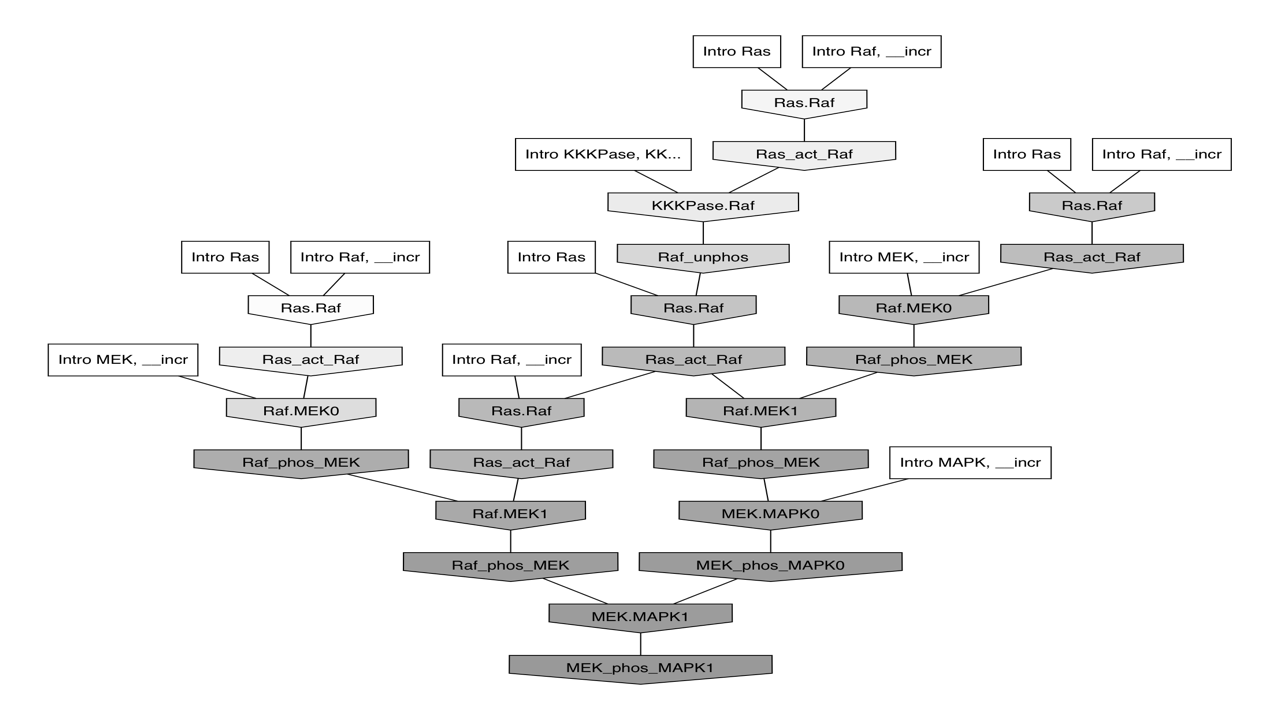 Intro Ras
Intro Raf, __incr
Ras.Raf
Intro KKKPase, KK...
Ras_act_Raf
Intro Ras
Intro Raf, __incr
KKKPase.Raf
Ras.Raf
Intro Ras
Intro Raf, __incr
Intro Ras
Raf_unphos
Intro MEK, __incr
Ras_act_Raf
Ras.Raf
Ras.Raf
Raf.MEK0
Intro MEK, __incr
Ras_act_Raf
Intro Raf, __incr
Ras_act_Raf
Raf_phos_MEK
Raf.MEK0
Ras.Raf
Raf.MEK1
Raf_phos_MEK
Ras_act_Raf
Raf_phos_MEK
Intro MAPK, __incr
Raf.MEK1
MEK.MAPK0
Raf_phos_MEK
MEK_phos_MAPK0
MEK.MAPK1
MEK_phos_MAPK1